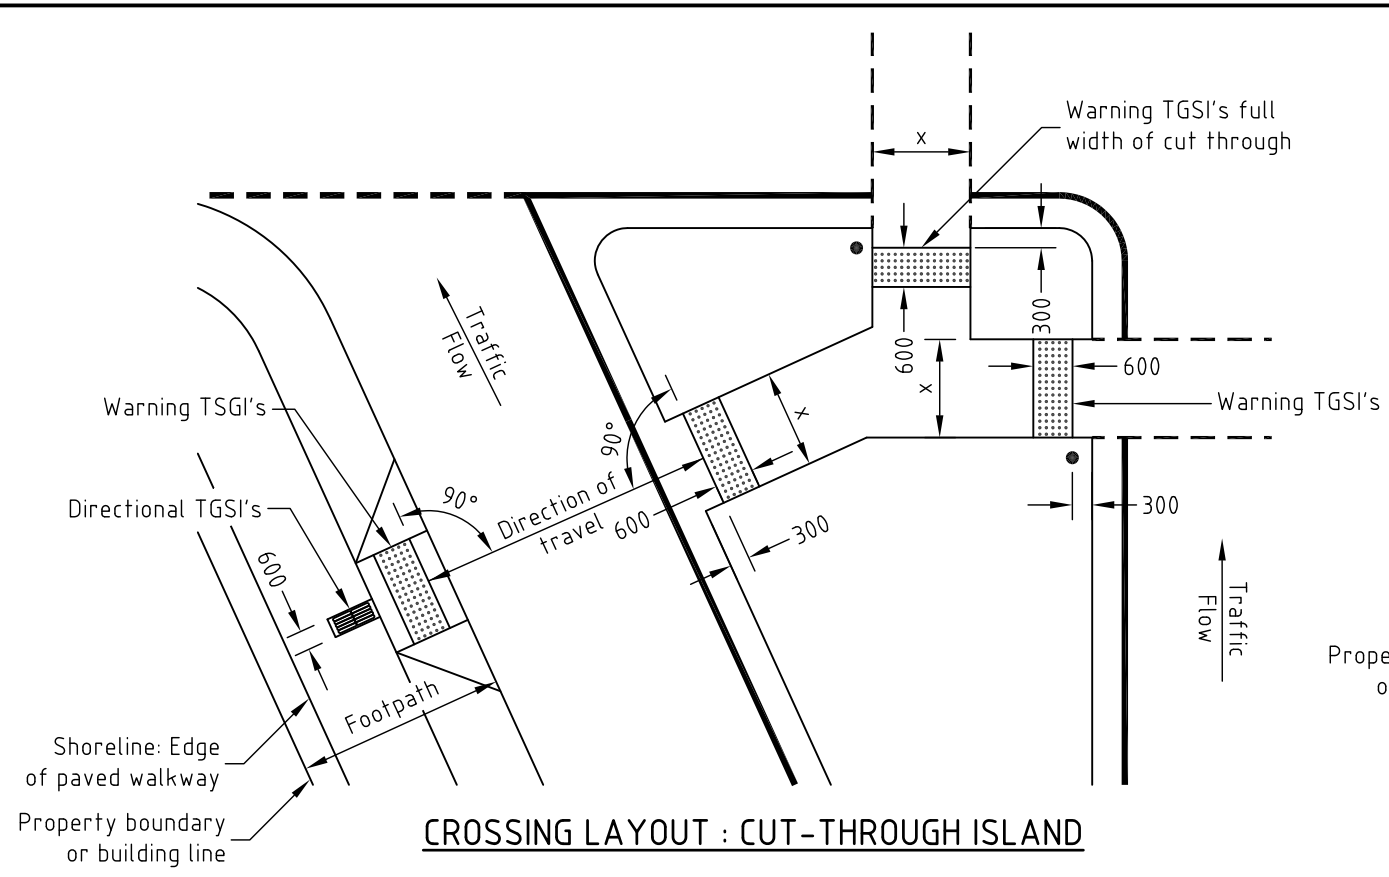 Warning TGSI's full
width of cut through
x
Traffic
Flow
300
600
x
600
Warning TSGI's
Warning TGSI's
x
90°
Directional TGSI's
90°
Direction of
travel
600
300
300
600
Traffic
Flow
Footpath
Shoreline: Edge
of paved walkway
Property boundary
or building line
CROSSING LAYOUT : CUT-THROUGH ISLAND
Prope
o